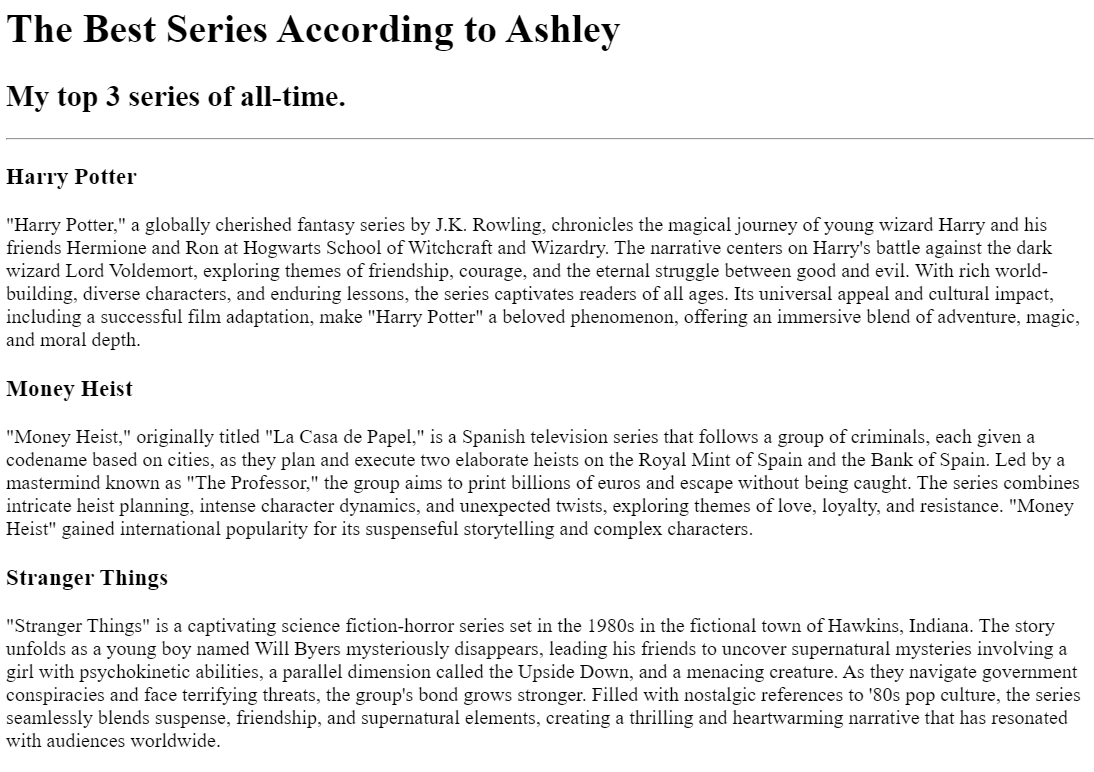 The Best Series According to Ashley
My top 3 series of all-time.
Harry Potter
"Harry Potter," a globally cherished fantasy series by J.K. Rowling, chronicles the magical journey of young wizard Harry and his
friends Hermione and Ron at Hogwarts School of Witchcraft and Wizardry. The narrative centers on Harry's battle against the dark
wizard Lord Voldemort, exploring themes of friendship, courage, and the eternal struggle between good and evil. With rich world-
building, diverse characters, and enduring lessons, the series captivates readers of all ages. Its universal appeal and cultural impact,
including a successful film adaptation, make "Harry Potter" a beloved phenomenon, offering an immersive blend of adventure, magic,
and moral depth.
Money Heist
"Money Heist," originally titled "La Casa de Papel," is a Spanish television series that follows a group of criminals, each given a
codename based on cities, as they plan and execute two elaborate heists on the Royal Mint of Spain and the Bank of Spain. Led by a
mastermind known as "The Professor," the group aims to print billions of euros and escape without being caught. The series combines
intricate heist planning, intense character dynamics, and unexpected twists, exploring themes of love, loyalty, and resistance. "Money
Heist" gained international popularity for its suspenseful storytelling and complex characters.
Stranger Things
"Stranger Things" is a captivating science fiction-horror series set in the 1980s in the fictional town of Hawkins, Indiana. The story
unfolds as a young boy named Will Byers mysteriously disappears, leading his friends to uncover supernatural mysteries involving a
girl with psychokinetic abilities, a parallel dimension called the Upside Down, and a menacing creature. As they navigate government
conspiracies and face terrifying threats, the group's bond grows stronger. Filled with nostalgic references to '80s pop culture, the series
seamlessly blends suspense, friendship, and supernatural elements, creating a thrilling and heartwarming narrative that has resonated
with audiences worldwide.